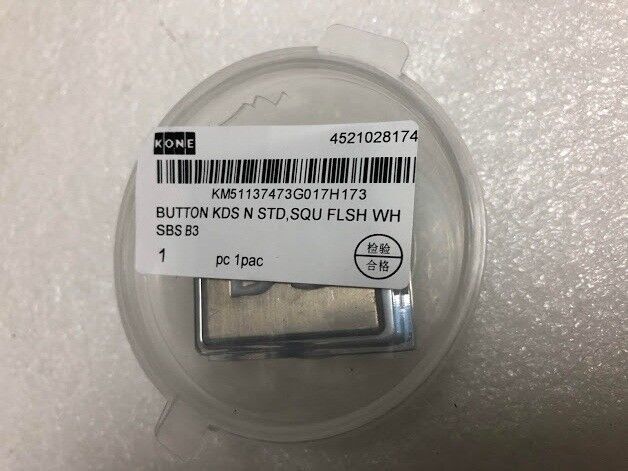 KONE
4521028174
KM51137473G017H173
BUTTON KDS N STD,SQU FLSH WH
SBS B3
1 pc 1pac
检验
合格